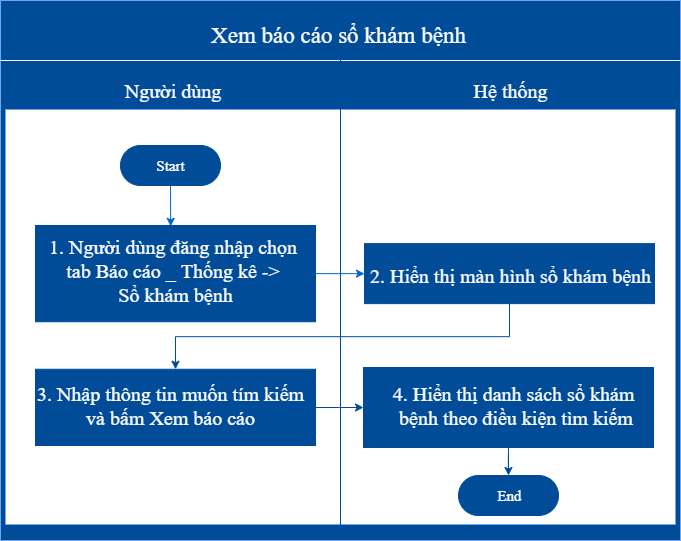 Xem báo cáo sổ khám bệnh
Người dùng
Hệ thống
Start
1. Người dùng đăng nhập chọn
tab Báo cáo _ Thống kê ->
Sổ khám bệnh
2. Hiển thị màn hình sổ khám bệnh
3. Nhập thông tin muốn tím kiếm
và bấm Xem báo cáo
4. Hiển thị danh sách sổ khám
bệnh theo điều kiện tìm kiếm
End